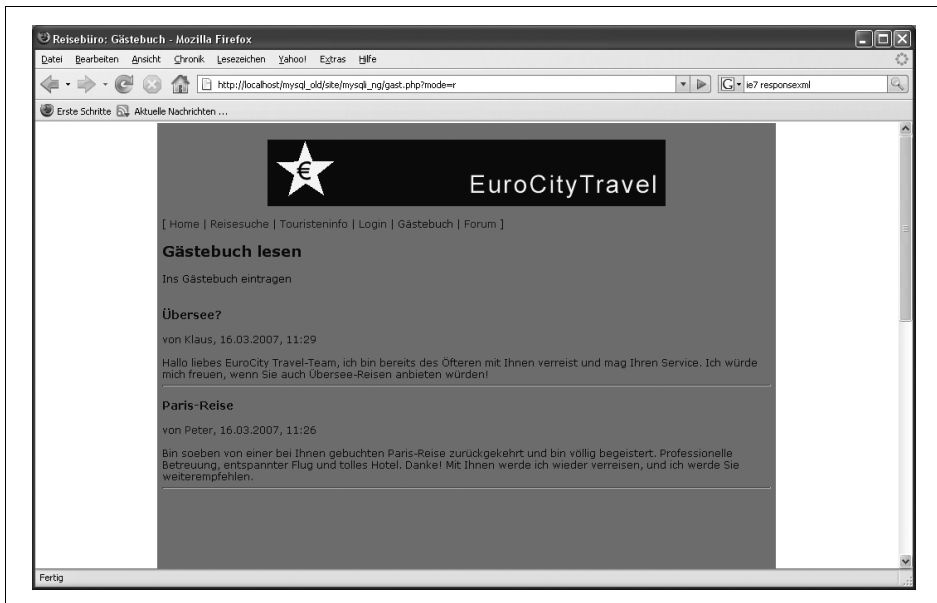 Reisebüro: Gästebuch - Mozilla Firefox
Datei Bearbeiten Ansicht Chronik Lesezeichen Yahoo! Extras Hilfe
http://localhost/mysql_old/site/mysqli_ng/gast.php?mode=r
G ie7 responsexml
Erste Schritte Aktuelle Nachrichten ...
€
EuroCityTravel
[ Home | Reisesuche | Touristeninfo | Login | Gästebuch | Forum ]
Gästebuch lesen
Ins Gästebuch eintragen
Übersee?
von Klaus, 16.03.2007, 11:29
Hallo liebes EuroCity Travel-Team, ich bin bereits des Öfteren mit Ihnen verreist und mag Ihren Service. Ich würde
mich freuen, wenn Sie auch Übersee-Reisen anbieten würden!
Paris-Reise
von Peter, 16.03.2007, 11:26
Bin soeben von einer bei Ihnen gebuchten Paris-Reise zurückgekehrt und bin völlig begeistert. Professionelle
Betreuung, entspannter Flug und tolles Hotel. Danke! Mit Ihnen werde ich wieder verreisen, und ich werde Sie
weiterempfehlen.
Fertig